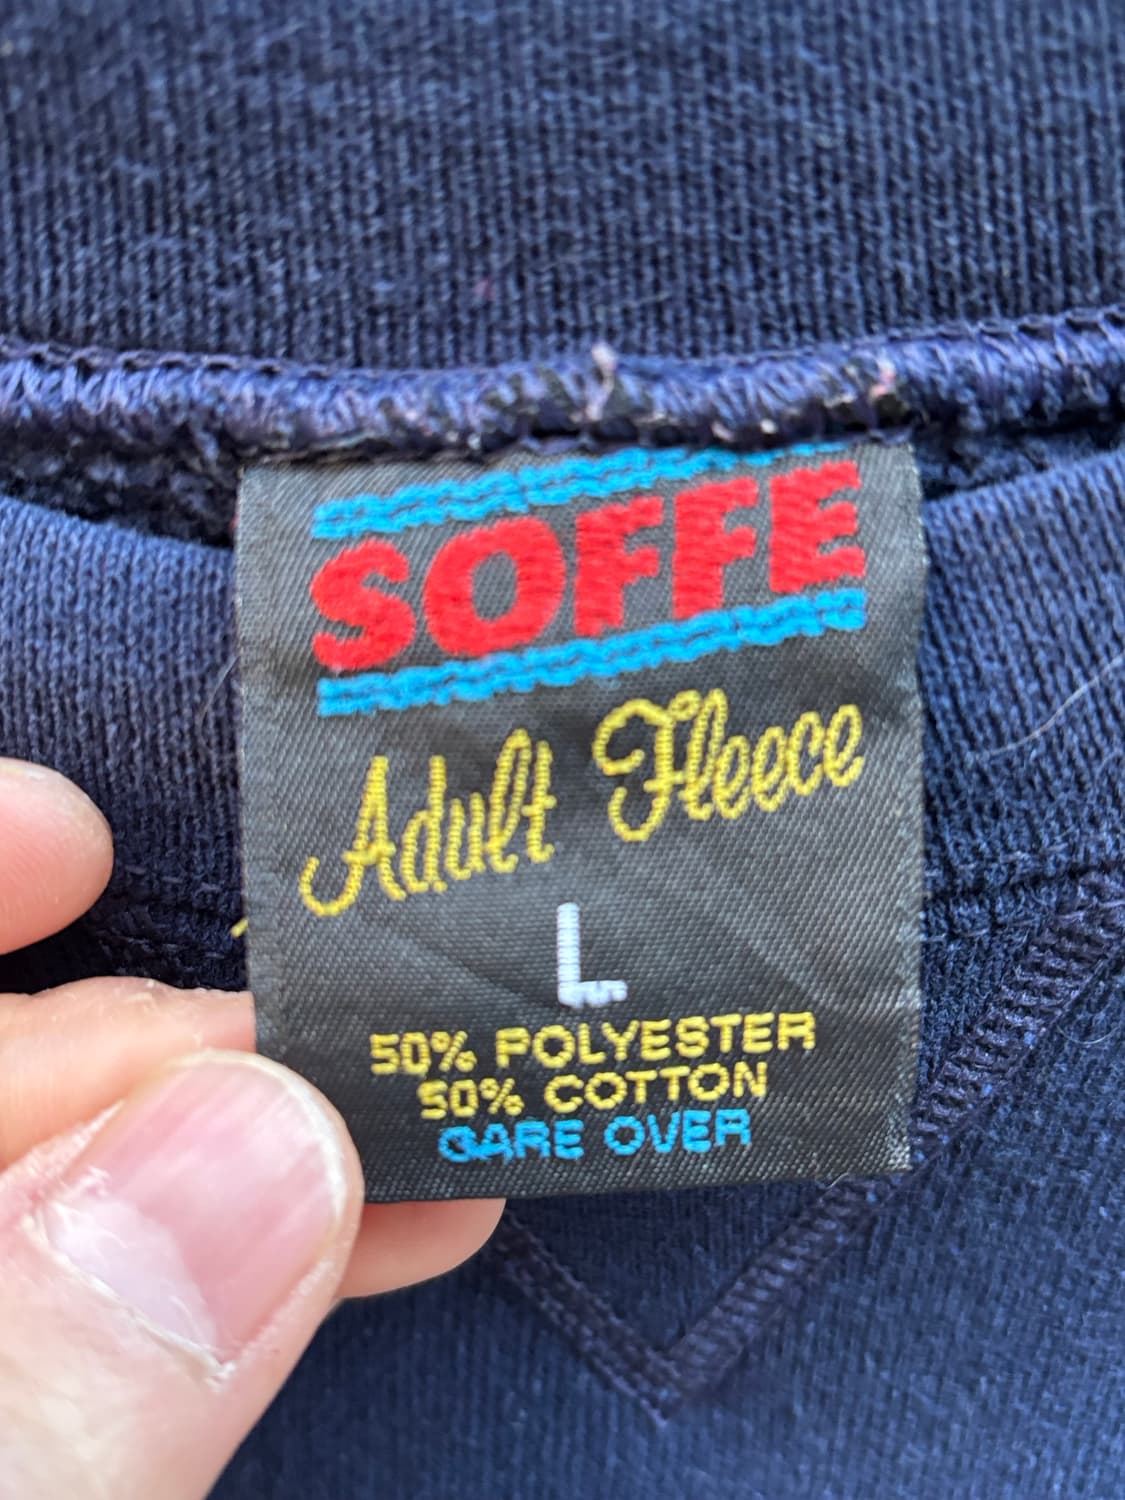 SOFFE
Adult Fleece
L
50% POLYESTER
50% COTTON
CARE OVER